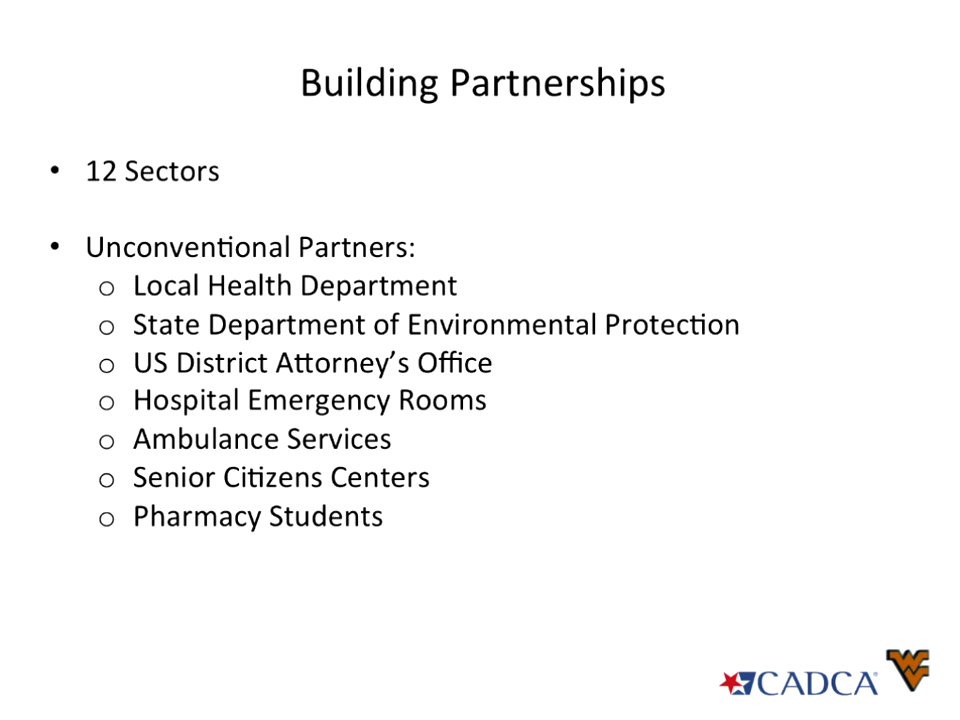 Building Partnerships
• 12 Sectors
• Unconventional Partners:
o Local Health Department
o State Department of Environmental Protection
o US District Attorney’s Office
o Hospital Emergency Rooms
o Ambulance Services
o Senior Citizens Centers
o Pharmacy Students
CADCA
WV